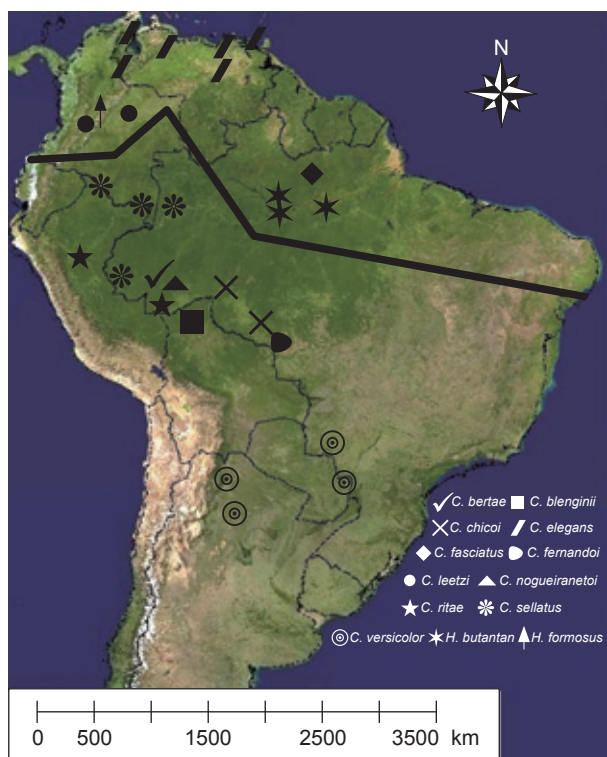 N
C. bertae C. blenginii
C. chicoi C. elegans
C. fasciatus C. fernandoi
C. leetzi C. nogueiranetoi
C. ritae C. sellatus
C. versicolor H. butantan H. formosus
0 500 1500 2500 3500 km